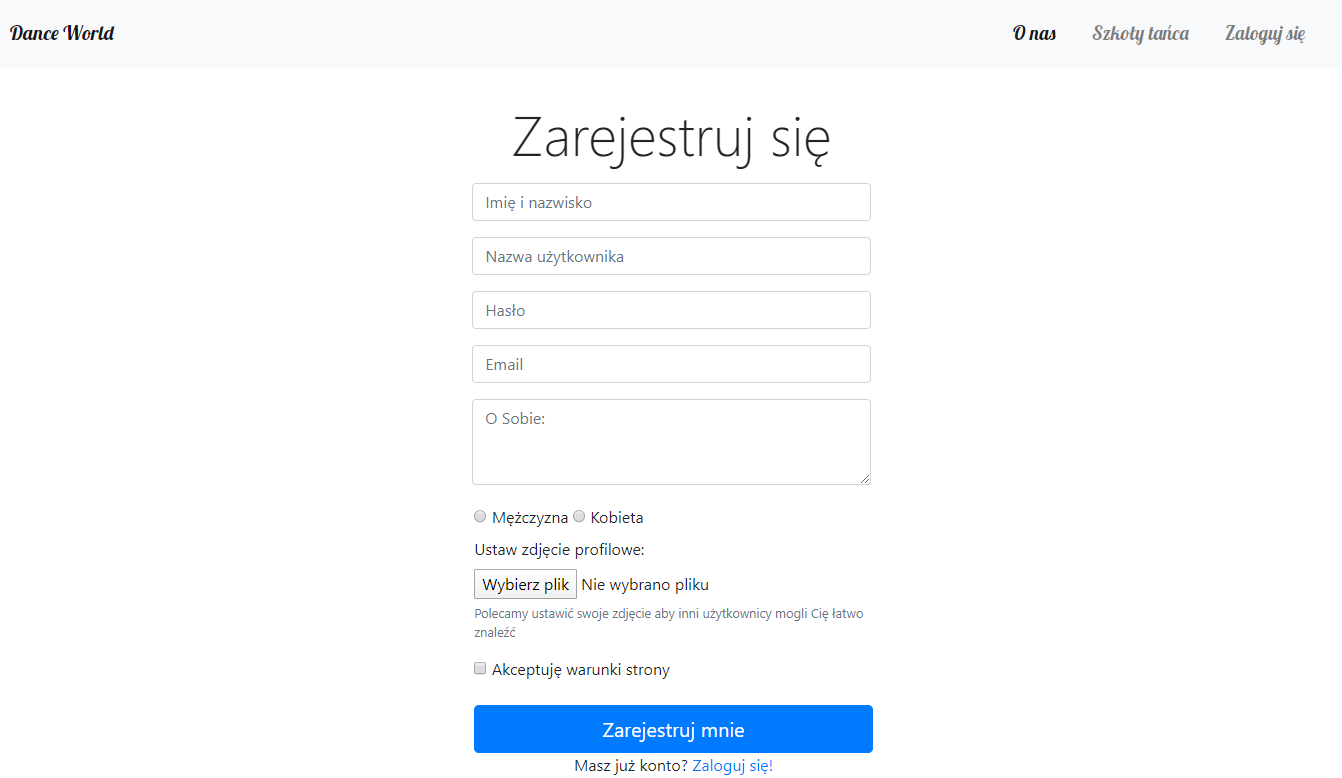 Dance World
O nas
Szkoły tańca
Zaloguj się
Zarejestruj się
Imię i nazwisko
Nazwa użytkownika
Hasło
Email
O Sobie:
Mężczyzna Kobieta
Ustaw zdjęcie profilowe:
Wybierz plik Nie wybrano pliku
Polecamy ustawić swoje zdjęcie aby inni użytkownicy mogli Cię łatwo
znaleźć
Akceptuję warunki strony
Zarejestruj mnie
Masz już konto? Zaloguj się!